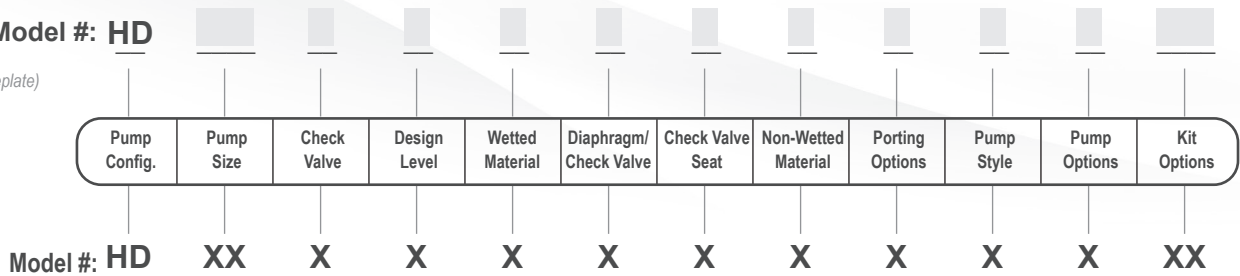 Model #: HD
eplate)
Pump Config. Pump Size Check Valve Design Level Wetted Material Diaphragm/ Check Valve Check Valve Seat Non-Wetted Material Porting Options Pump Style Pump Options Kit Options
Model #: HD XX X X X X X X X X X XX